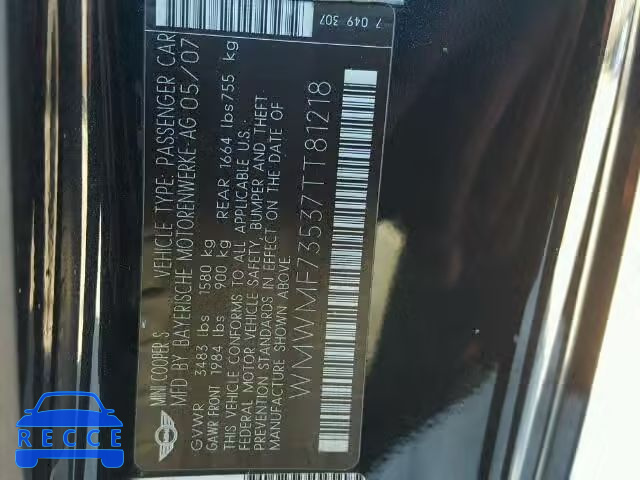 MINI COOPER S VEHICLE TYPE: PASSENGER CAR
MFD BY BAYERISCHE MOTORENWERKE-AG 05/07
GVWR 3483 lbs 1580 kg
GAWR FRONT 1984 lbs 900 kg REAR 1664 lbs755 kg
THIS VEHICLE CONFORMS TO ALL APPLICABLE U.S.
FEDERAL MOTOR VEHICLE SAFETY, BUMPER AND THEFT
PREVENTION STANDARDS IN EFFECT ON THE DATE OF
MANUFACTURE SHOWN ABOVE.
WMWMF73537TT81218
7 049 307
RECCE